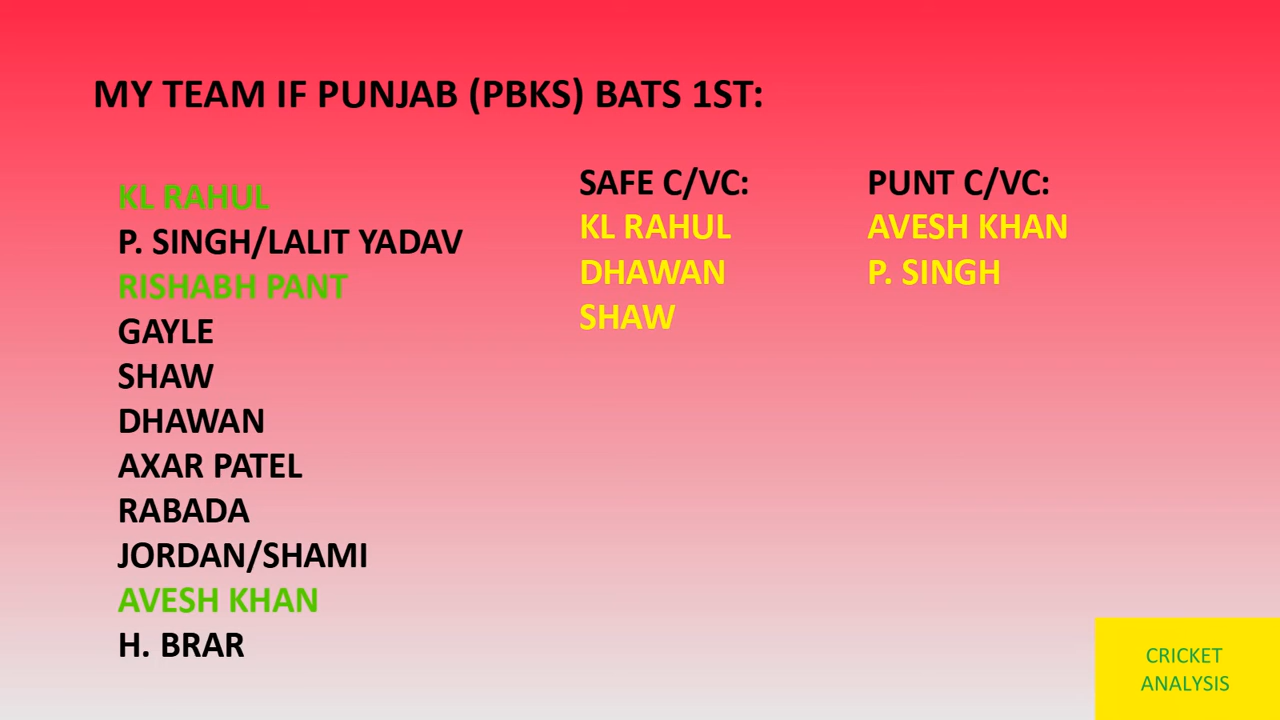 MY TEAM IF PUNJAB (PBKS) BATS 1ST:
KL RAHUL
P. SINGH/LALIT YADAV
RISHABH PANT
GAYLE
SHAW
DHAWAN
AXAR PATEL
RABADA
JORDAN/SHAMI
AVESH KHAN
H. BRAR
SAFE C/VC:
KL RAHUL
DHAWAN
SHAW
PUNT C/VC:
AVESH KHAN
P. SINGH
CRICKET
ANALYSIS